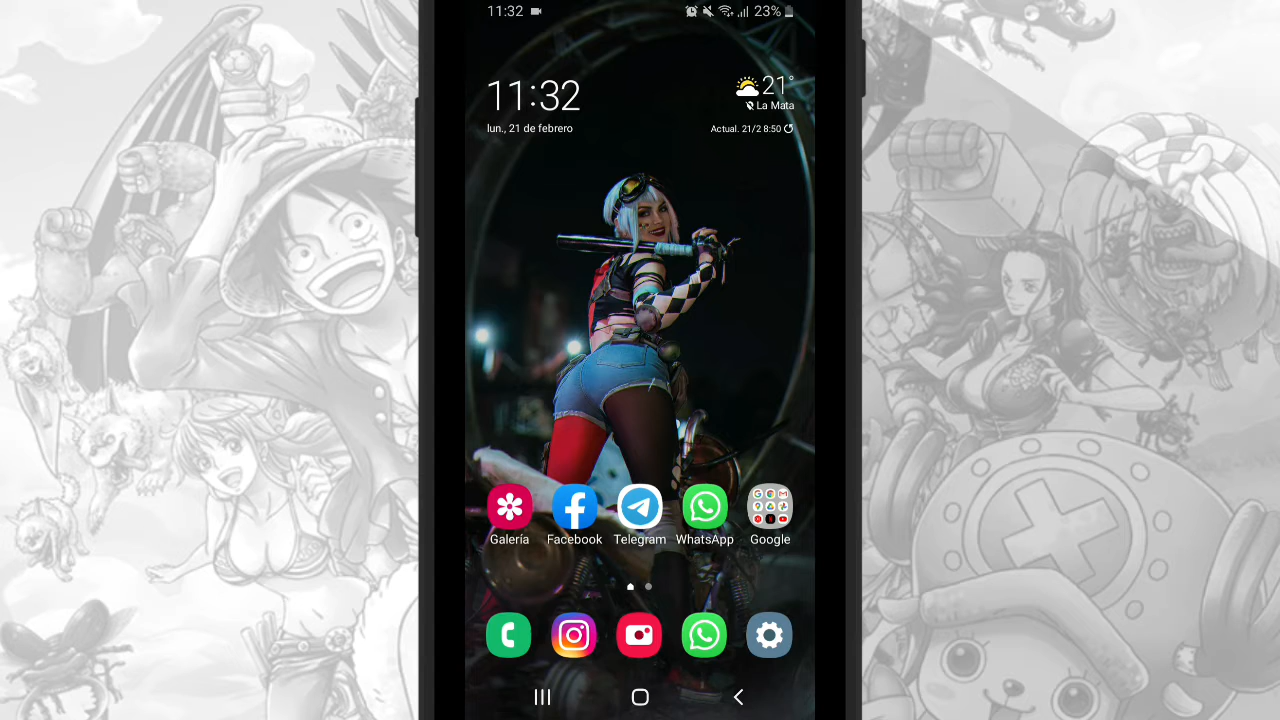 11:32
23%
11:32
21°
La Mata
lun., 21 de febrero
Actual. 21/2 8:50
Galería
Facebook
Telegram
WhatsApp
Google